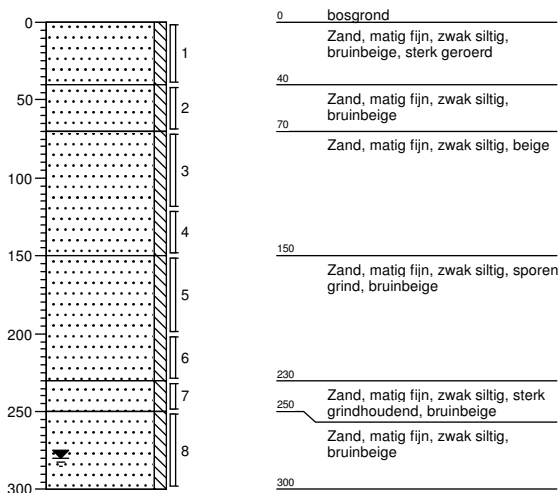 0
50
100
150
200
250
300
1
2
3
4
5
6
7
8
0 bosgrond
Zand, matig fijn, zwak siltig,
bruinbeige, sterk geroerd
40
Zand, matig fijn, zwak siltig,
bruinbeige
70
Zand, matig fijn, zwak siltig, beige
150
Zand, matig fijn, zwak siltig, sporen
grind, bruinbeige
230
Zand, matig fijn, zwak siltig, sterk
grindhoudend, bruinbeige
250
Zand, matig fijn, zwak siltig,
bruinbeige
300